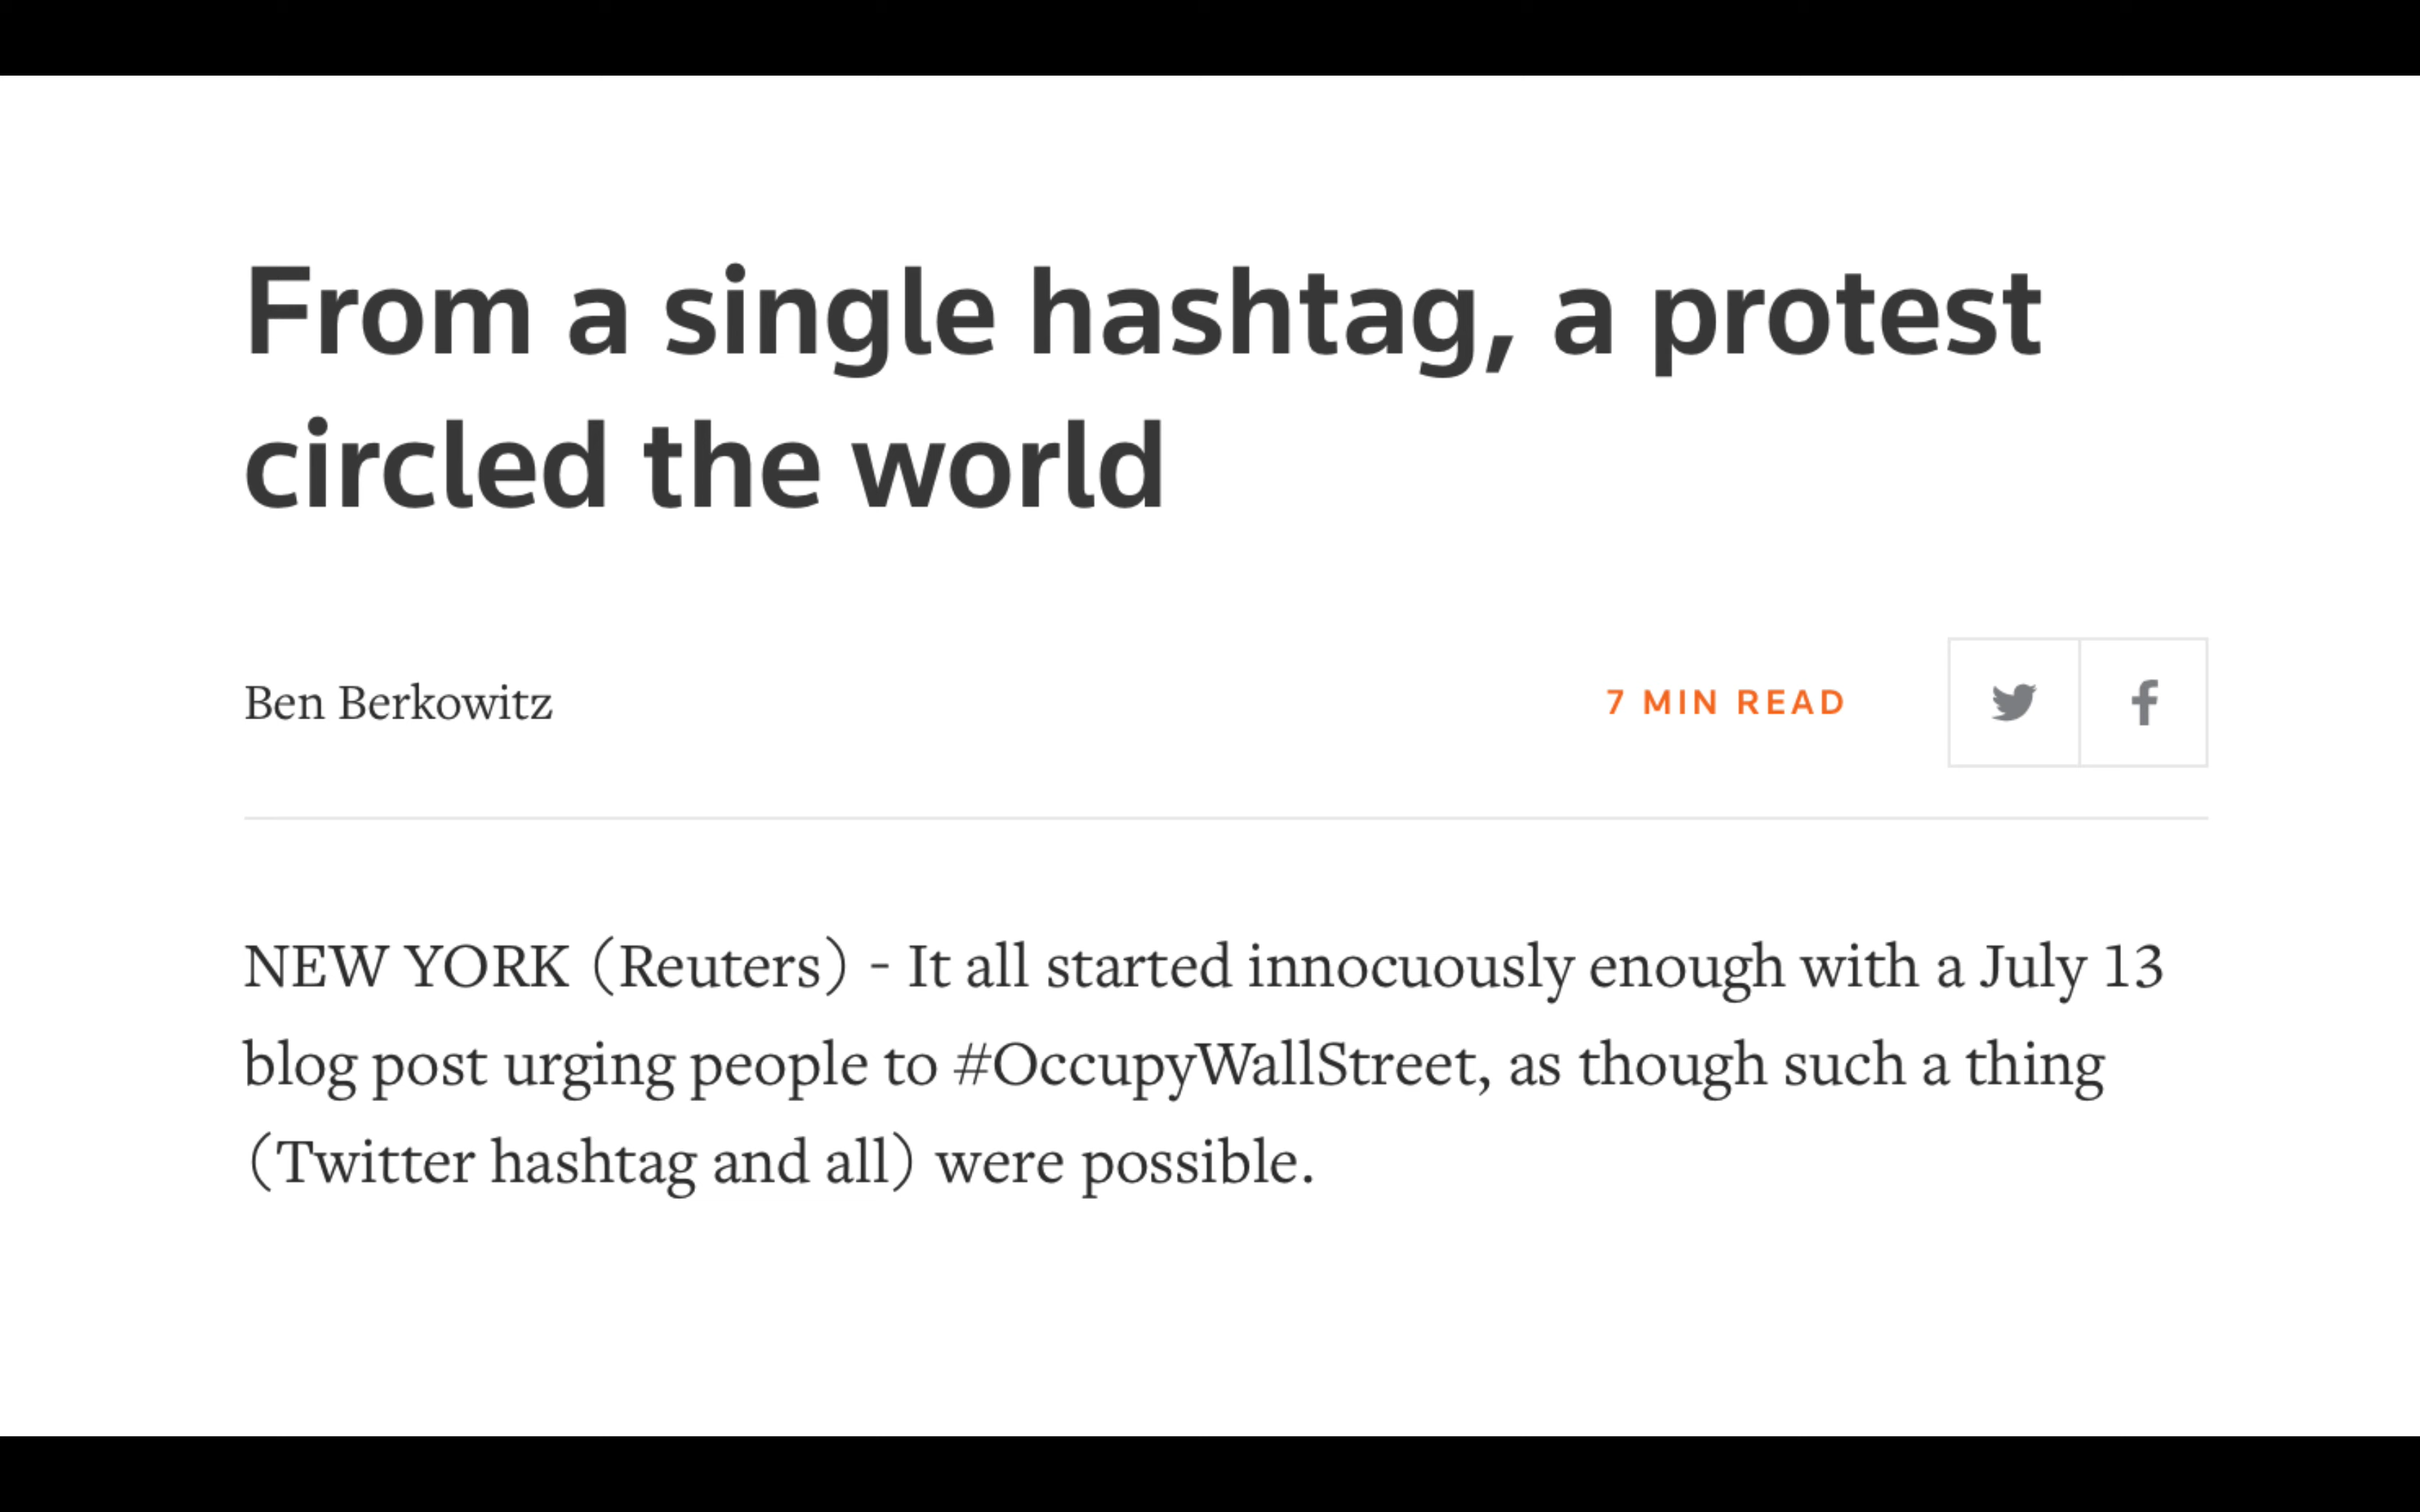 From a single hashtag, a protest
circled the world
Ben Berkowitz
7 MIN READ
NEW YORK (Reuters) - It all started innocuously enough with a July 13
blog post urging people to #OccupyWallStreet, as though such a thing
(Twitter hashtag and all) were possible.